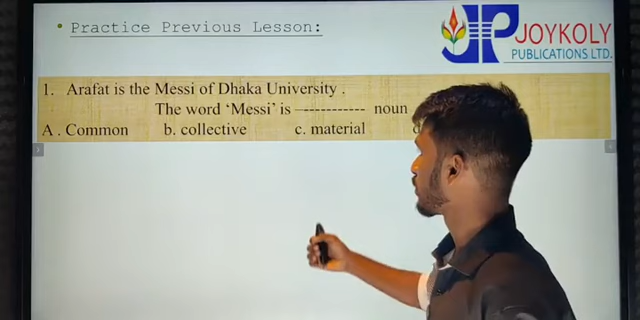 • Practice Previous Lesson:
JP JOYKOLY
PUBLICATIONS LTD.
1. Arafat is the Messi of Dhaka University .
The word ‘Messi’ is ------------ noun
A . Common b. collective c. material